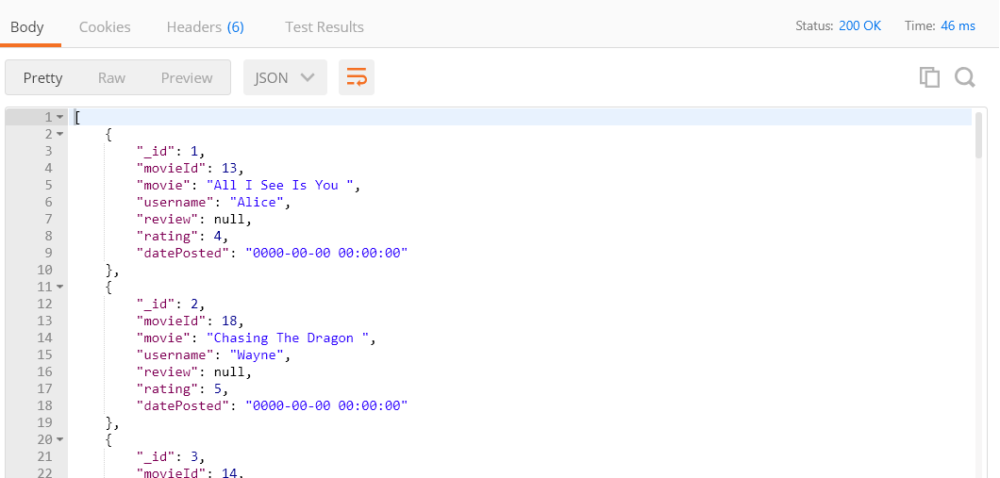 Body Cookies Headers (6) Test Results Status: 200 OK Time: 46 ms
Pretty Raw Preview JSON
1 [
2 {
3 "_id": 1,
4 "movieId": 13,
5 "movie": "All I See Is You ",
6 "username": "Alice",
7 "review": null,
8 "rating": 4,
9 "datePosted": "0000-00-00 00:00:00"
10 },
11 {
12 "_id": 2,
13 "movieId": 18,
14 "movie": "Chasing The Dragon ",
15 "username": "Wayne",
16 "review": null,
17 "rating": 5,
18 "datePosted": "0000-00-00 00:00:00"
19 },
20 {
21 "_id": 3,
22 "movieId": 14,